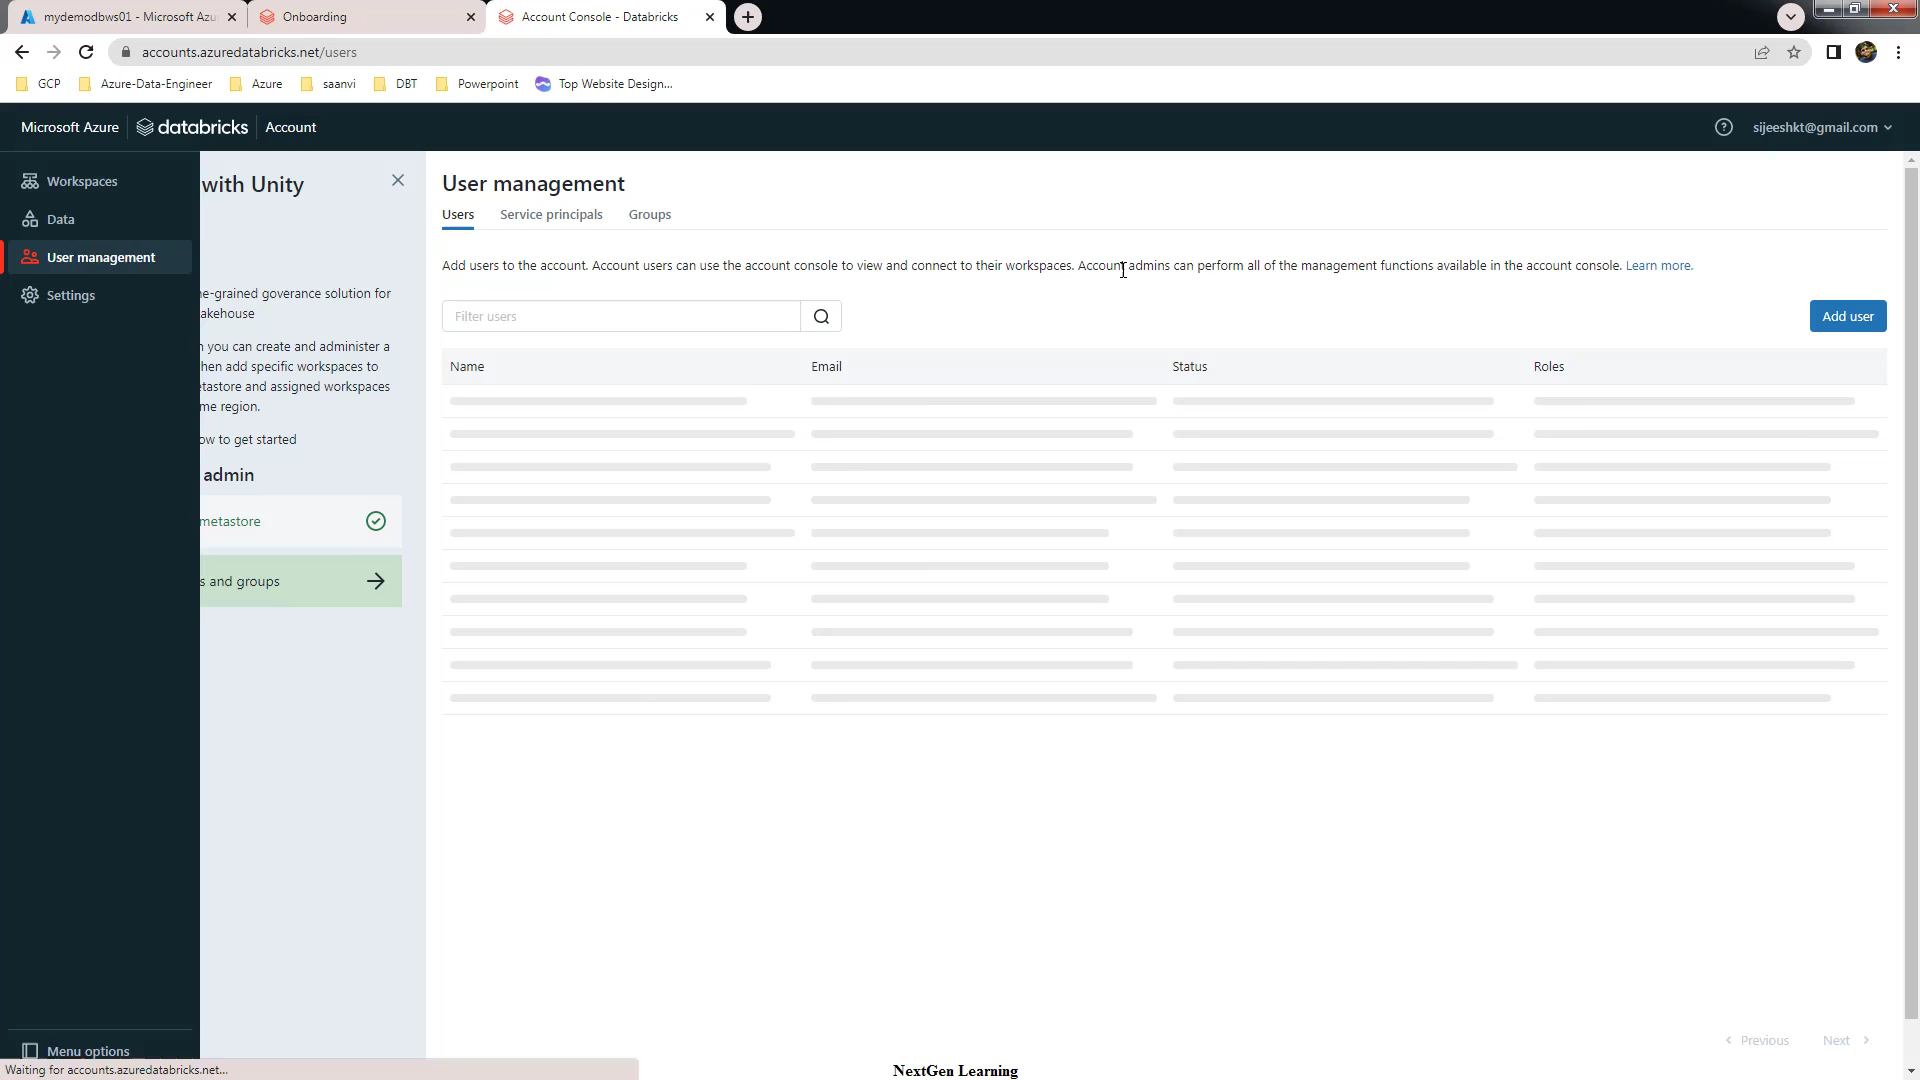 mydemodbws01 - Microsoft Azu
Onboarding
Account Console - Databricks
accounts.azuredatabricks.net/users
GCP
Azure-Data-Engineer
Azure
saanvi
DBT
Powerpoint
Top Website Design...
Microsoft Azure
databricks
Account
sijeeshkt@gmail.com
Workspaces
Data
User management
Settings
Menu options
with Unity
ne-grained goverance solution for
akehouse
n you can create and administer a
hen add specific workspaces to
etastore and assigned workspaces
me region.
ow to get started
admin
metastore
s and groups
User management
Users
Service principals
Groups
Add users to the account. Account users can use the account console to view and connect to their workspaces. Account admins can perform all of the management functions available in the account console. Learn more.
Filter users
Add user
Name Email Status Roles
Previous
Next
Waiting for accounts.azuredatabricks.net...
NextGen Learning